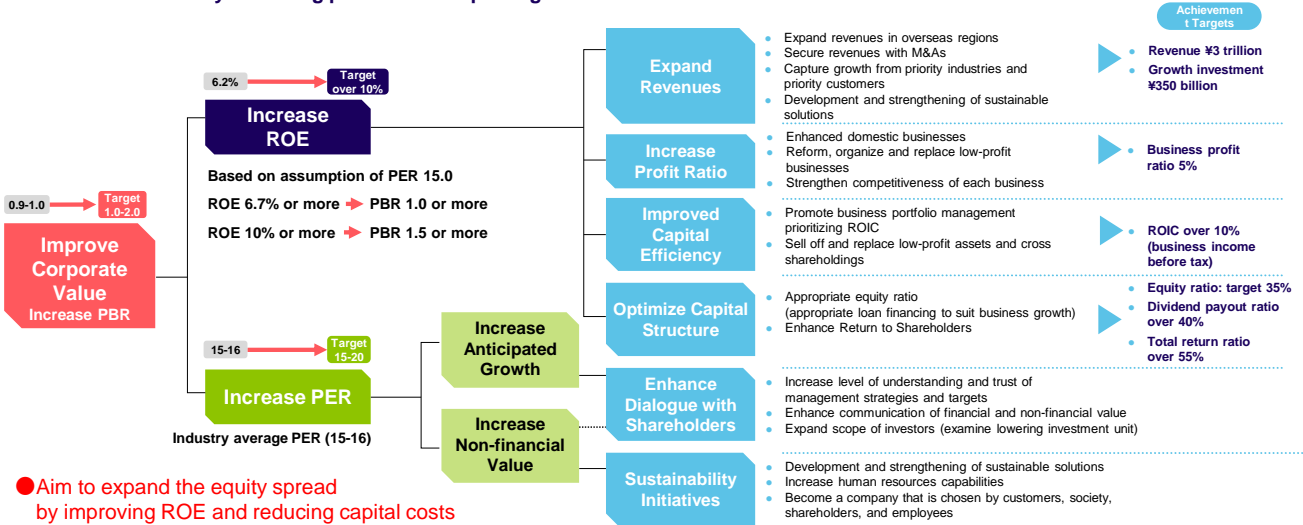 Achievemen
t Targets
0.9-1.0
Target
1.0-2.0
Improve
Corporate
Value
Increase PBR
6.2%
Target
over 10%
Increase
ROE
Based on assumption of PER 15.0
ROE 6.7% or more PBR 1.0 or more
ROE 10% or more PBR 1.5 or more
15-16
Target
15-20
Increase PER
Industry average PER (15-16)
Increase
Anticipated
Growth
Increase
Non-financial
Value
Expand
Revenues
● Expand revenues in overseas regions
● Secure revenues with M&As
● Capture growth from priority industries and
priority customers
● Development and strengthening of sustainable
solutions
● Revenue ¥3 trillion
● Growth investment
¥350 billion
Increase
Profit Ratio
● Enhanced domestic businesses
● Reform, organize and replace low-profit
businesses
● Strengthen competitiveness of each business
● Business profit
ratio 5%
Improved
Capital
Efficiency
● Promote business portfolio management
prioritizing ROIC
● Sell off and replace low-profit assets and cross
shareholdings
● ROIC over 10%
(business income
before tax)
Optimize Capital
Structure
● Appropriate equity ratio
(appropriate loan financing to suit business growth)
● Enhance Return to Shareholders
● Equity ratio: target 35%
● Dividend payout ratio
over 40%
● Total return ratio
over 55%
Enhance
Dialogue with
Shareholders
● Increase level of understanding and trust of
management strategies and targets
● Enhance communication of financial and non-financial value
● Expand scope of investors (examine lowering investment unit)
Sustainability
Initiatives
● Development and strengthening of sustainable solutions
● Increase human resources capabilities
● Become a company that is chosen by customers, society,
shareholders, and employees
●Aim to expand the equity spread
by improving ROE and reducing capital costs